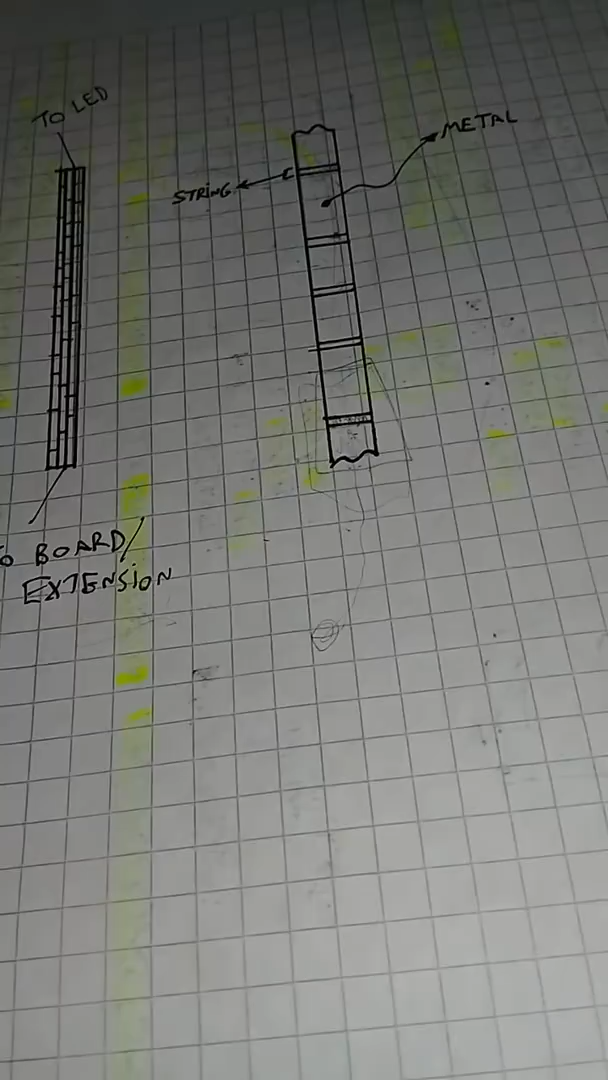 TO LED
METAL
STRING
O BOARD/
EXTENSION